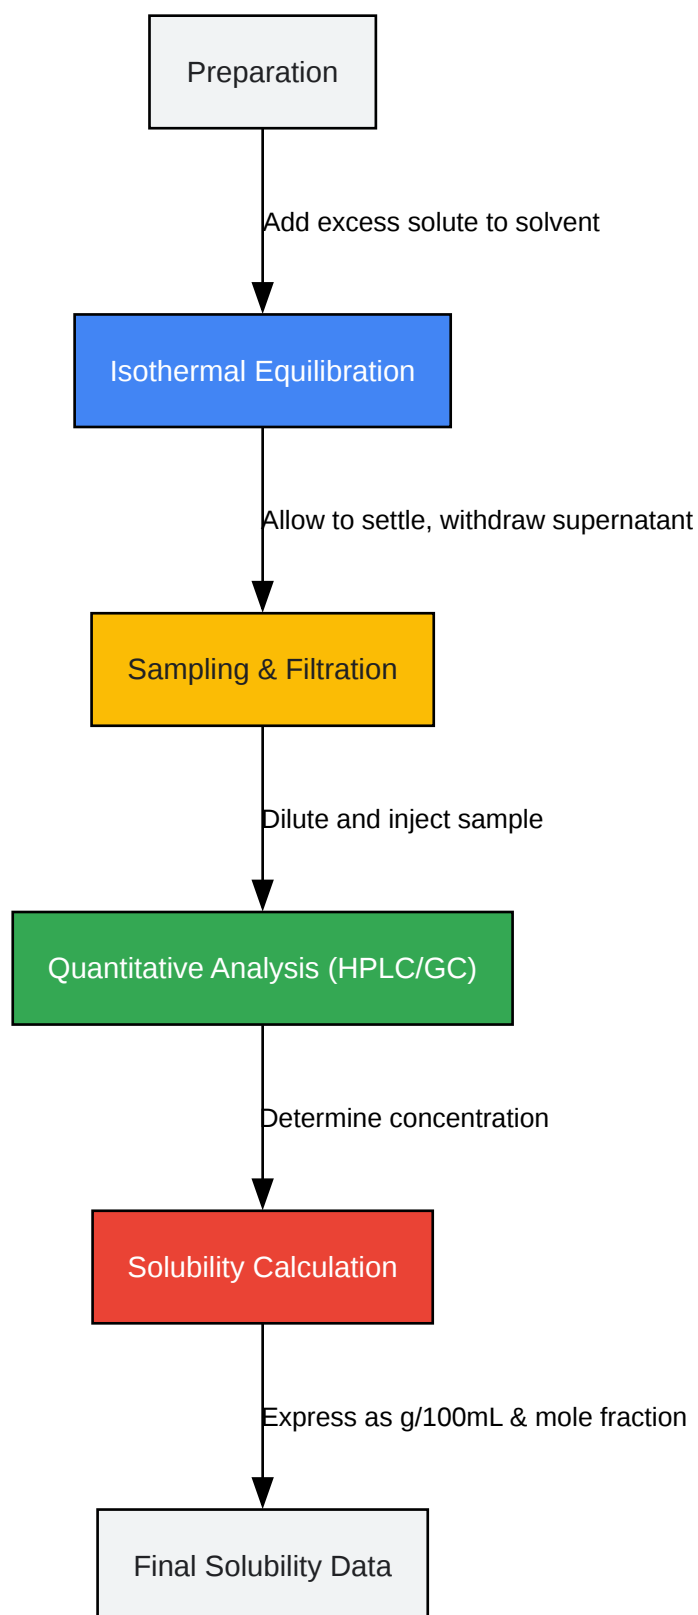 Preparation
Add excess solute to solvent
Isothermal Equilibration
Allow to settle, withdraw supernatant
Sampling & Filtration
Dilute and inject sample
Quantitative Analysis (HPLC/GC)
Determine concentration
Solubility Calculation
Express as g/100mL & mole fraction
Final Solubility Data